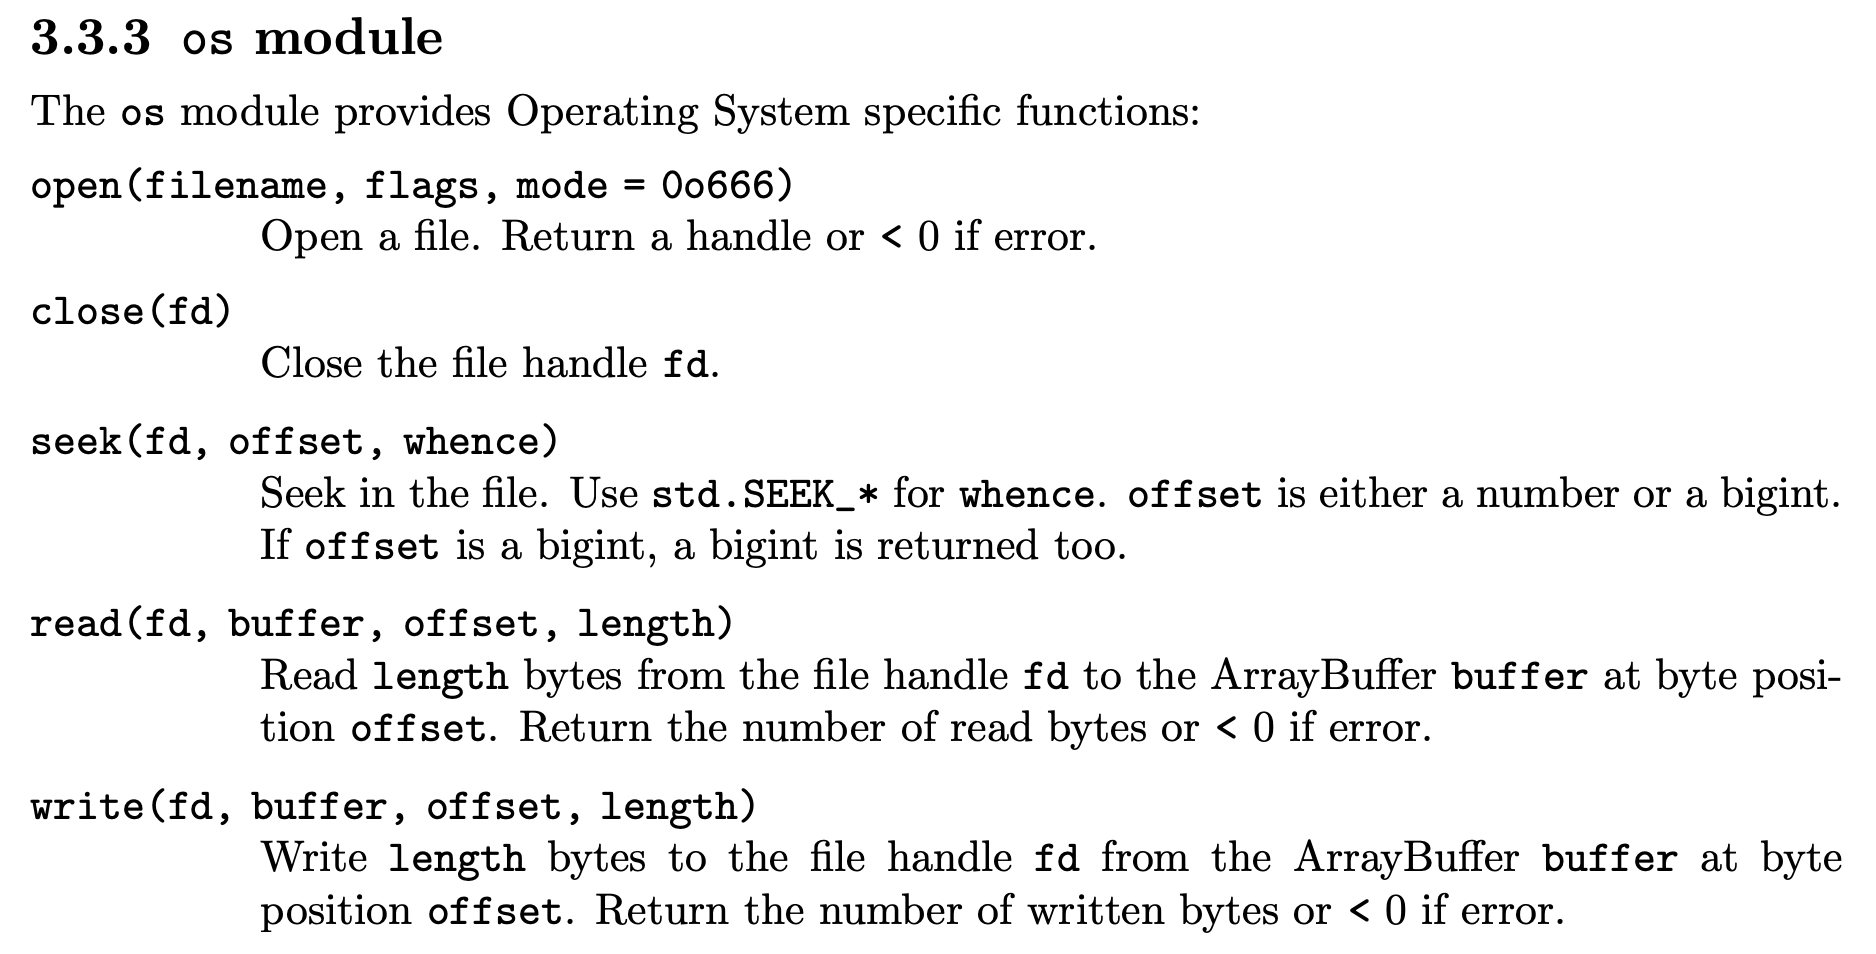 3.3.3 os module
The os module provides Operating System specific functions:
open(filename, flags, mode = 0o666)
Open a file. Return a handle or < 0 if error.
close(fd)
Close the file handle fd.
seek(fd, offset, whence)
Seek in the file. Use std.SEEK_* for whence. offset is either a number or a bigint.
If offset is a bigint, a bigint is returned too.
read(fd, buffer, offset, length)
Read length bytes from the file handle fd to the ArrayBuffer buffer at byte posi-
tion offset. Return the number of read bytes or < 0 if error.
write(fd, buffer, offset, length)
Write length bytes to the file handle fd from the ArrayBuffer buffer at byte
position offset. Return the number of written bytes or < 0 if error.